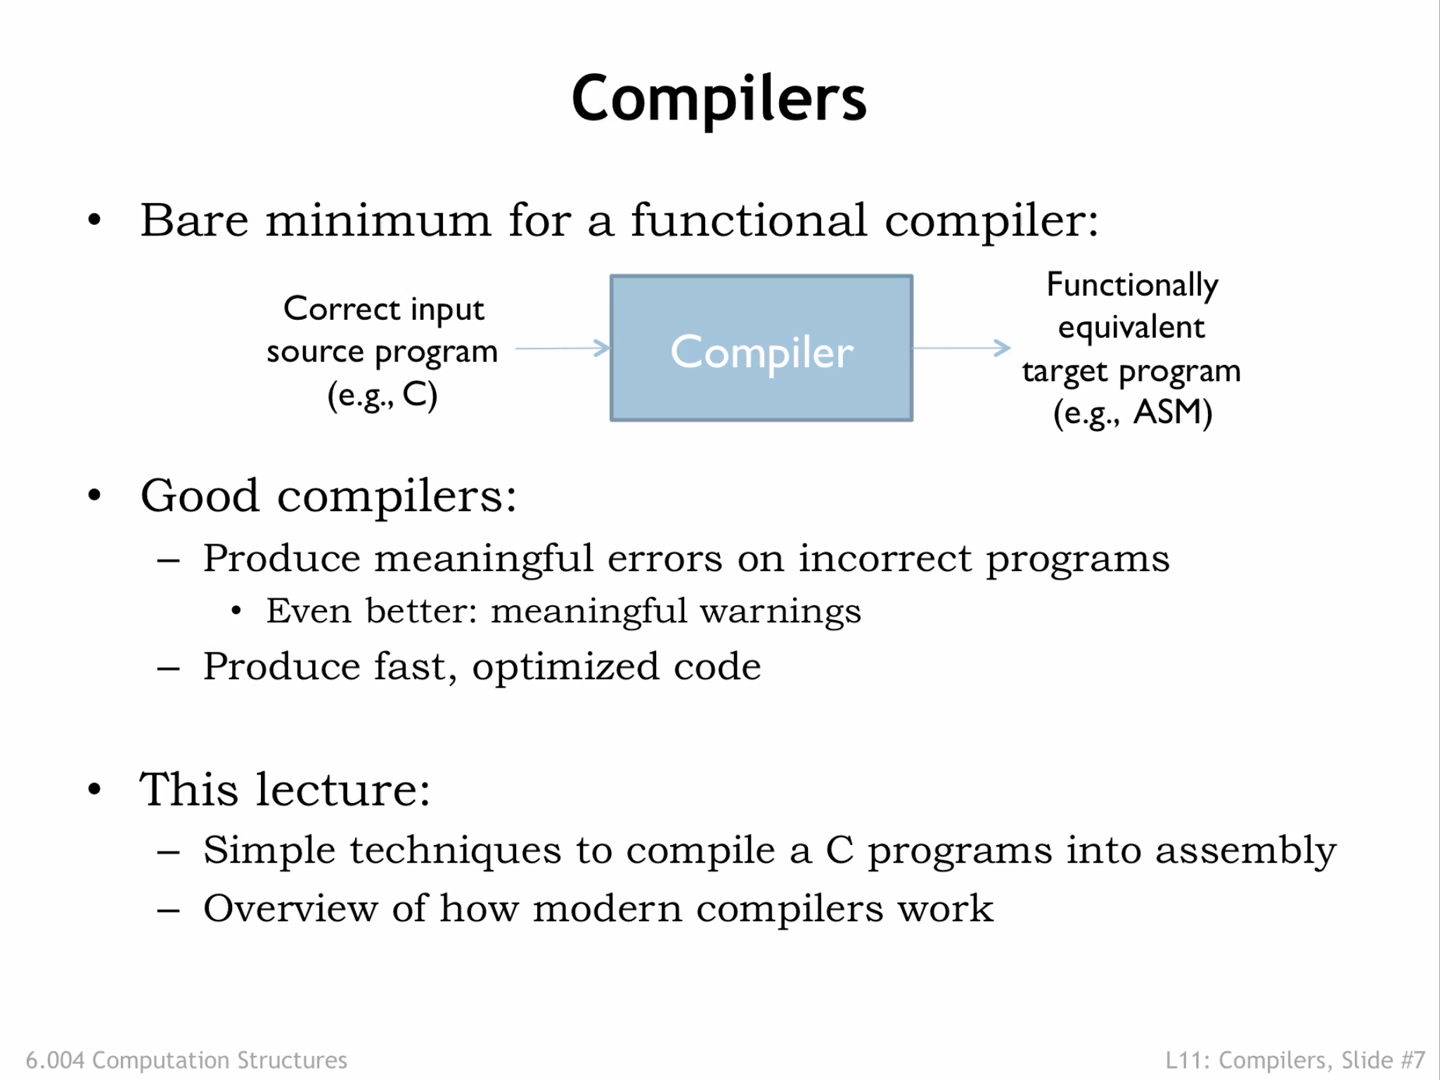 Compilers
• Bare minimum for a functional compiler:
Correct input
source program
(e.g., C)
Compiler
Functionally
equivalent
target program
(e.g., ASM)
• Good compilers:
– Produce meaningful errors on incorrect programs
• Even better: meaningful warnings
– Produce fast, optimized code
• This lecture:
– Simple techniques to compile a C programs into assembly
– Overview of how modern compilers work
6.004 Computation Structures
L11: Compilers, Slide #7